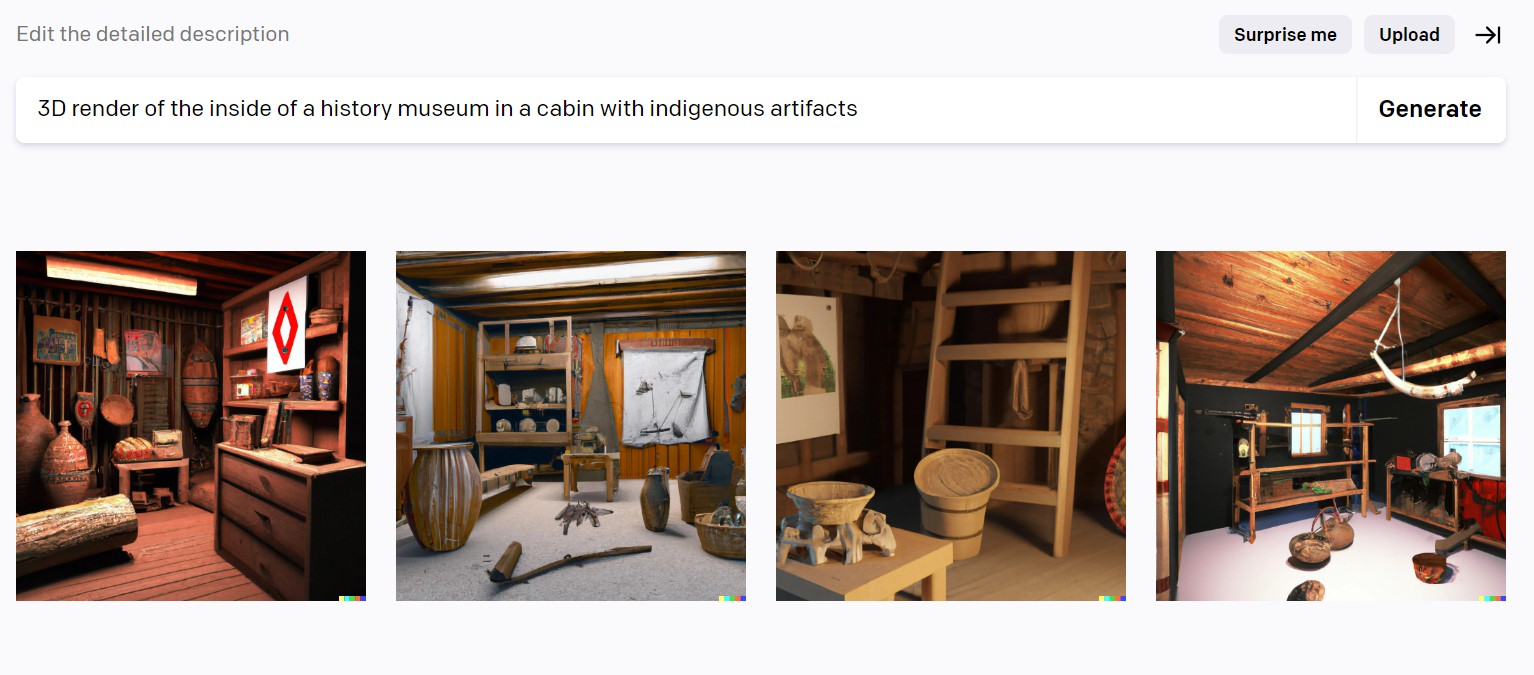 Edit the detailed description
Surprise me
Upload
3D render of the inside of a history museum in a cabin with indigenous artifacts
Generate